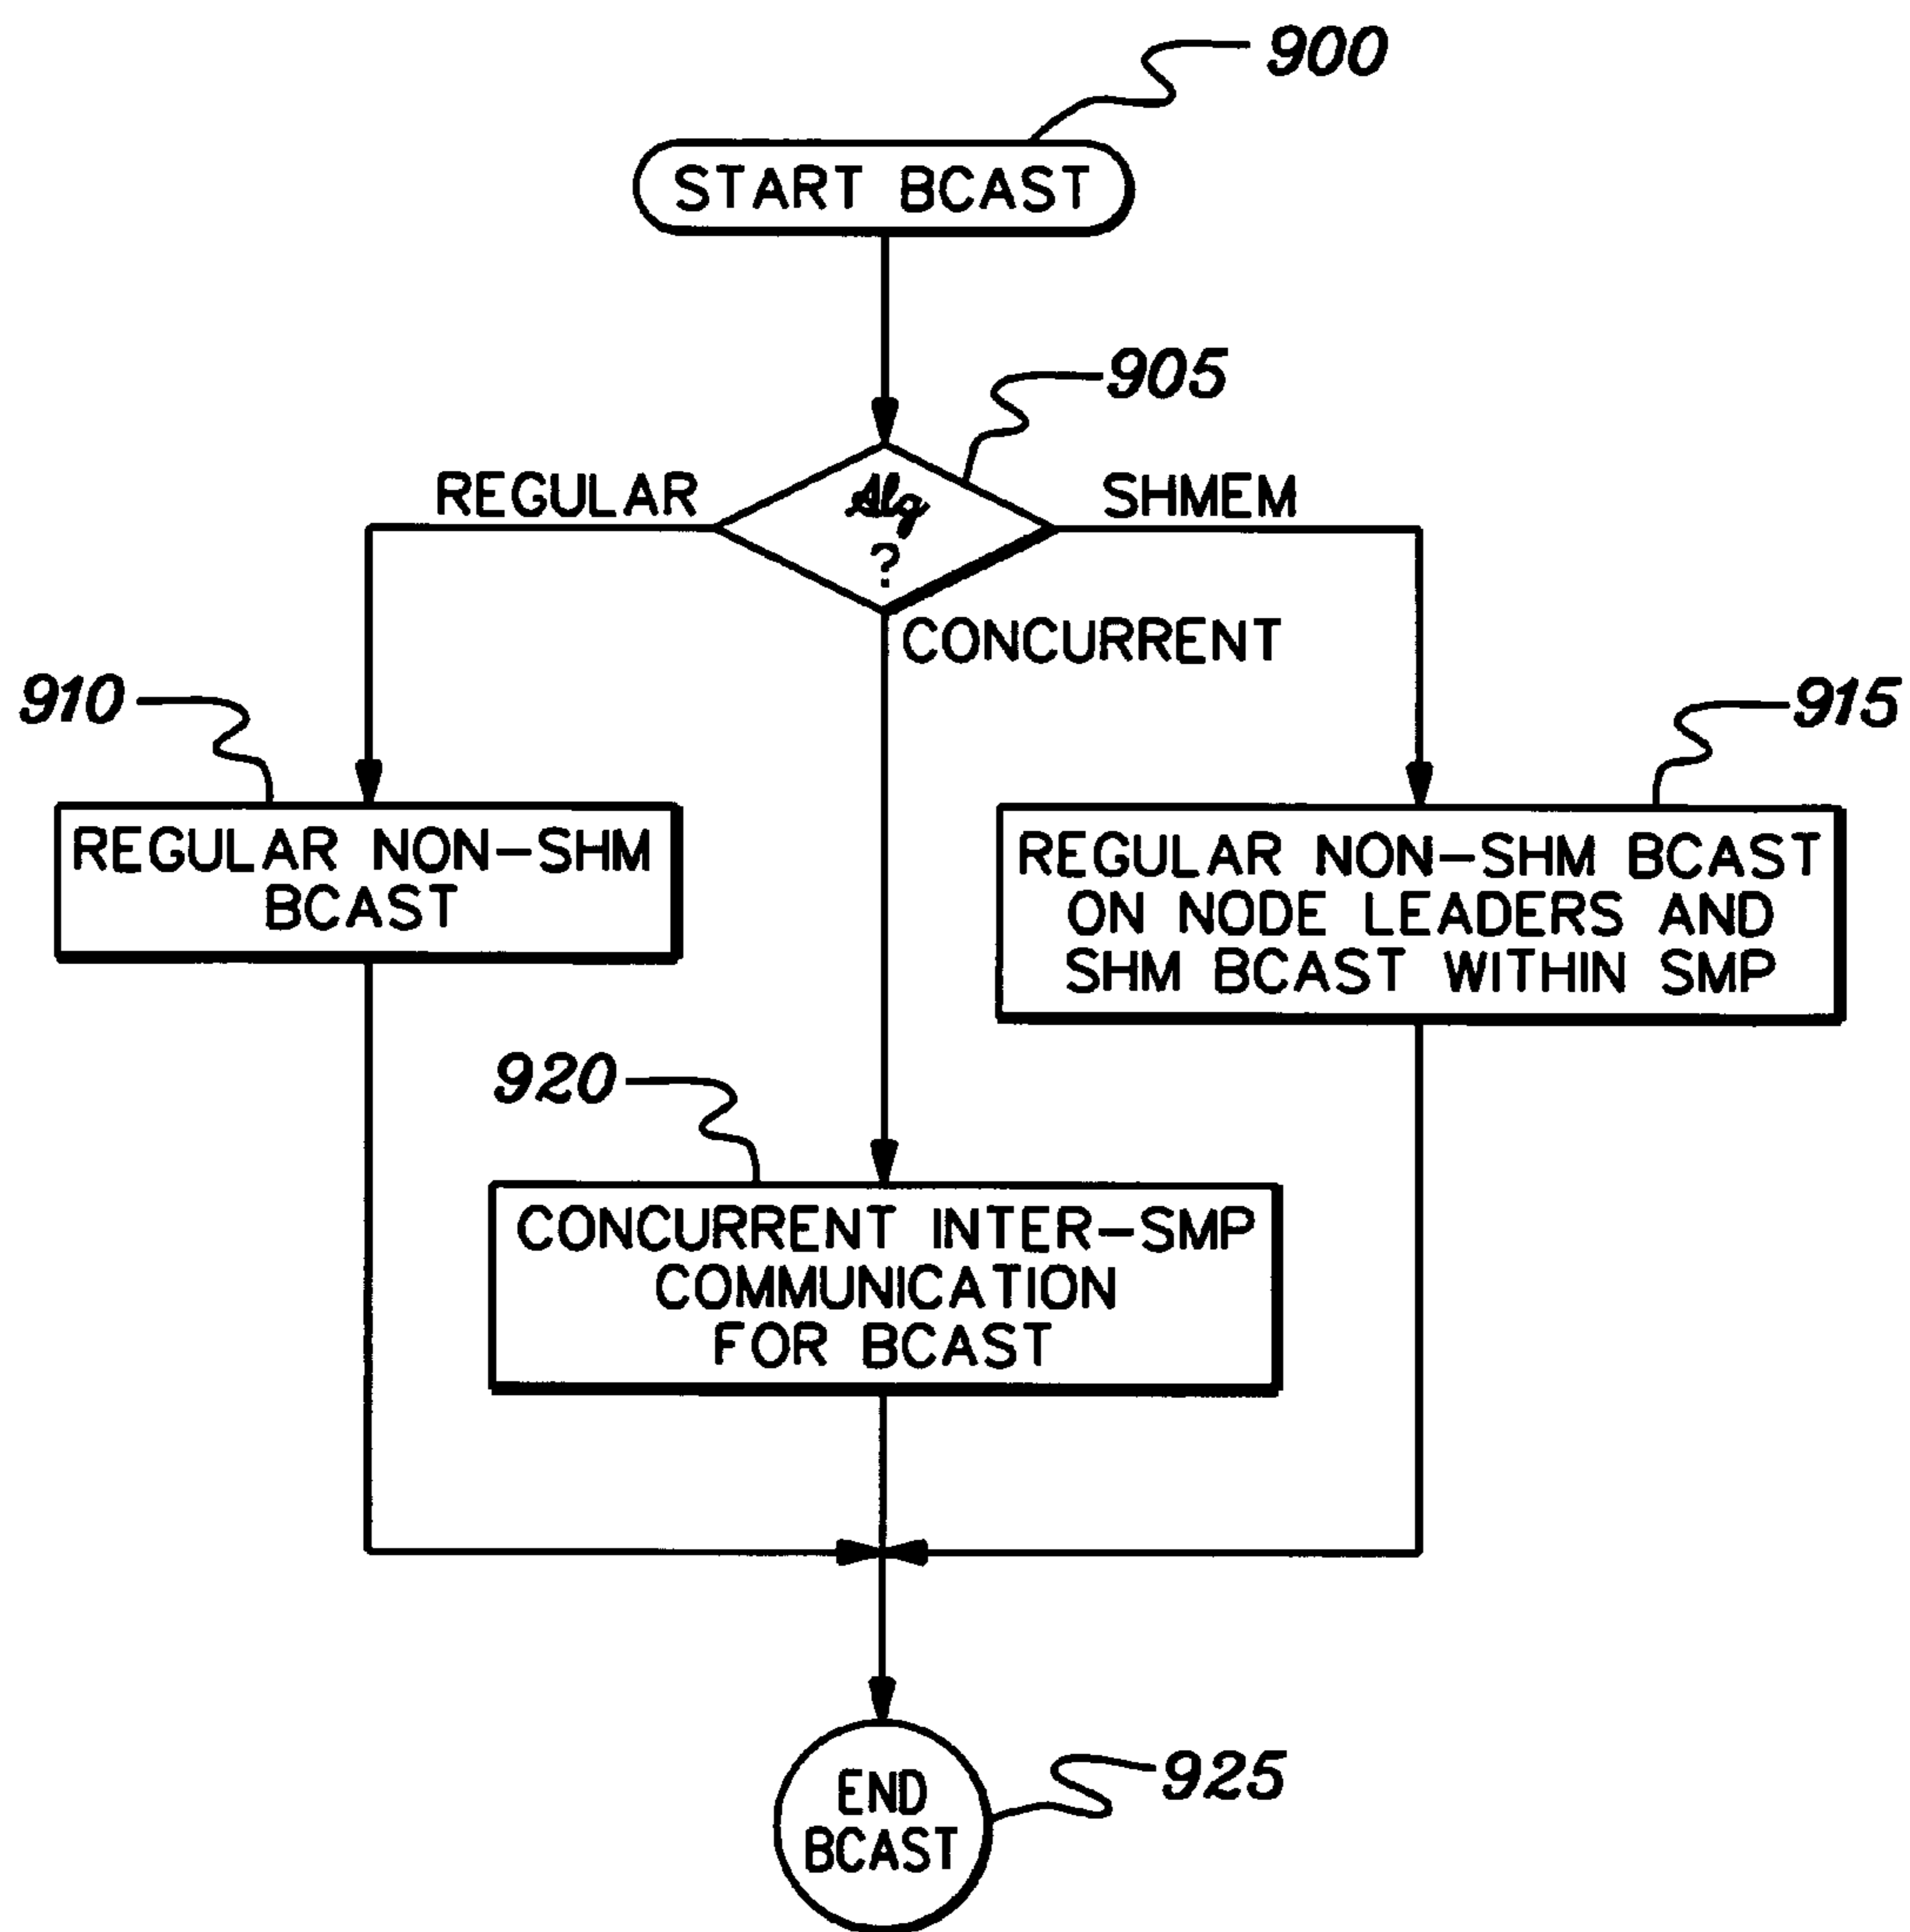 900
START BCAST
905
REGULAR
Alg
?
SHMEM
CONCURRENT
910
915
REGULAR NON-SHM
BCAST
REGULAR NON-SHM BCAST
ON NODE LEADERS AND
SHM BCAST WITHIN SMP
920
CONCURRENT INTER-SMP
COMMUNICATION
FOR BCAST
925
END
BCAST